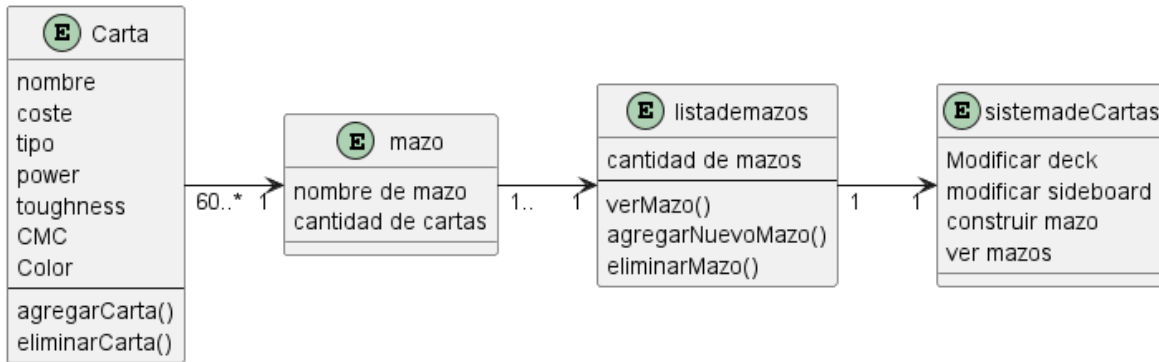 E Carta
nombre
coste
tipo
power
toughness
CMC
Color
agregarCarta()
eliminarCarta()
60..* 1
E mazo
nombre de mazo
cantidad de cartas
1.. 1
E listademazos
cantidad de mazos
verMazo()
agregarNuevoMazo()
eliminarMazo()
1 1
E sistemadeCartas
Modificar deck
modificar sideboard
construir mazo
ver mazos